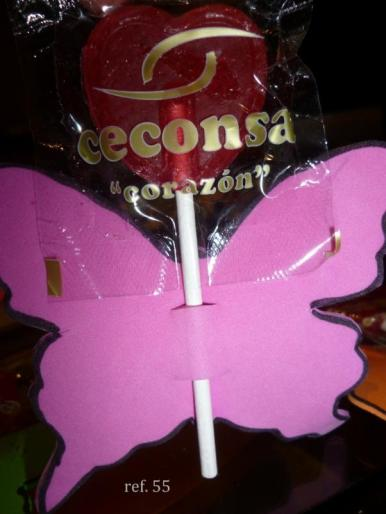 ceconsa
“corazón”
ref. 55